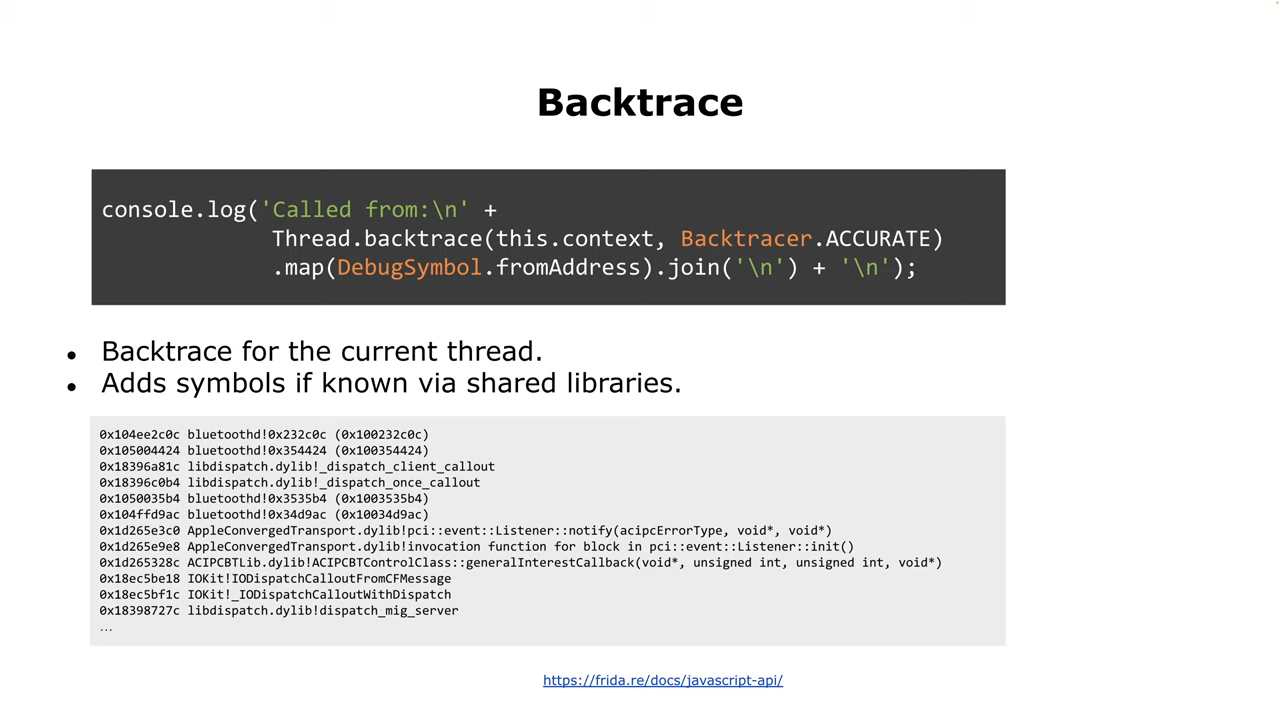 Backtrace
console.log('Called from:\n' +
Thread.backtrace(this.context, Backtracer.ACCURATE)
.map(DebugSymbol.fromAddress).join('\n') + '\n');
● Backtrace for the current thread.
● Adds symbols if known via shared libraries.
0x104ee2c0c bluetoothd!0x232c0c (0x100232c0c)
0x105004424 bluetoothd!0x354424 (0x100354424)
0x18396a81c libdispatch.dylib!_dispatch_client_callout
0x18396c0b4 libdispatch.dylib!_dispatch_once_callout
0x1050035b4 bluetoothd!0x3535b4 (0x1003535b4)
0x104ffd9ac bluetoothd!0x34d9ac (0x10034d9ac)
0x1d265e3c0 AppleConvergedTransport.dylib!pci::event::Listener::notify(acipcErrorType, void*, void*)
0x1d265e9e8 AppleConvergedTransport.dylib!invocation function for block in pci::event::Listener::init()
0x1d265328c ACIPCBTLib.dylib!ACIPCBTControlClass::generalInterestCallback(void*, unsigned int, unsigned int, void*)
0x18ec5be18 IOKit!IODispatchCalloutFromCFMessage
0x18ec5bf1c IOKit!_IODispatchCalloutWithDispatch
0x18398727c libdispatch.dylib!dispatch_mig_server
…
https://frida.re/docs/javascript-api/